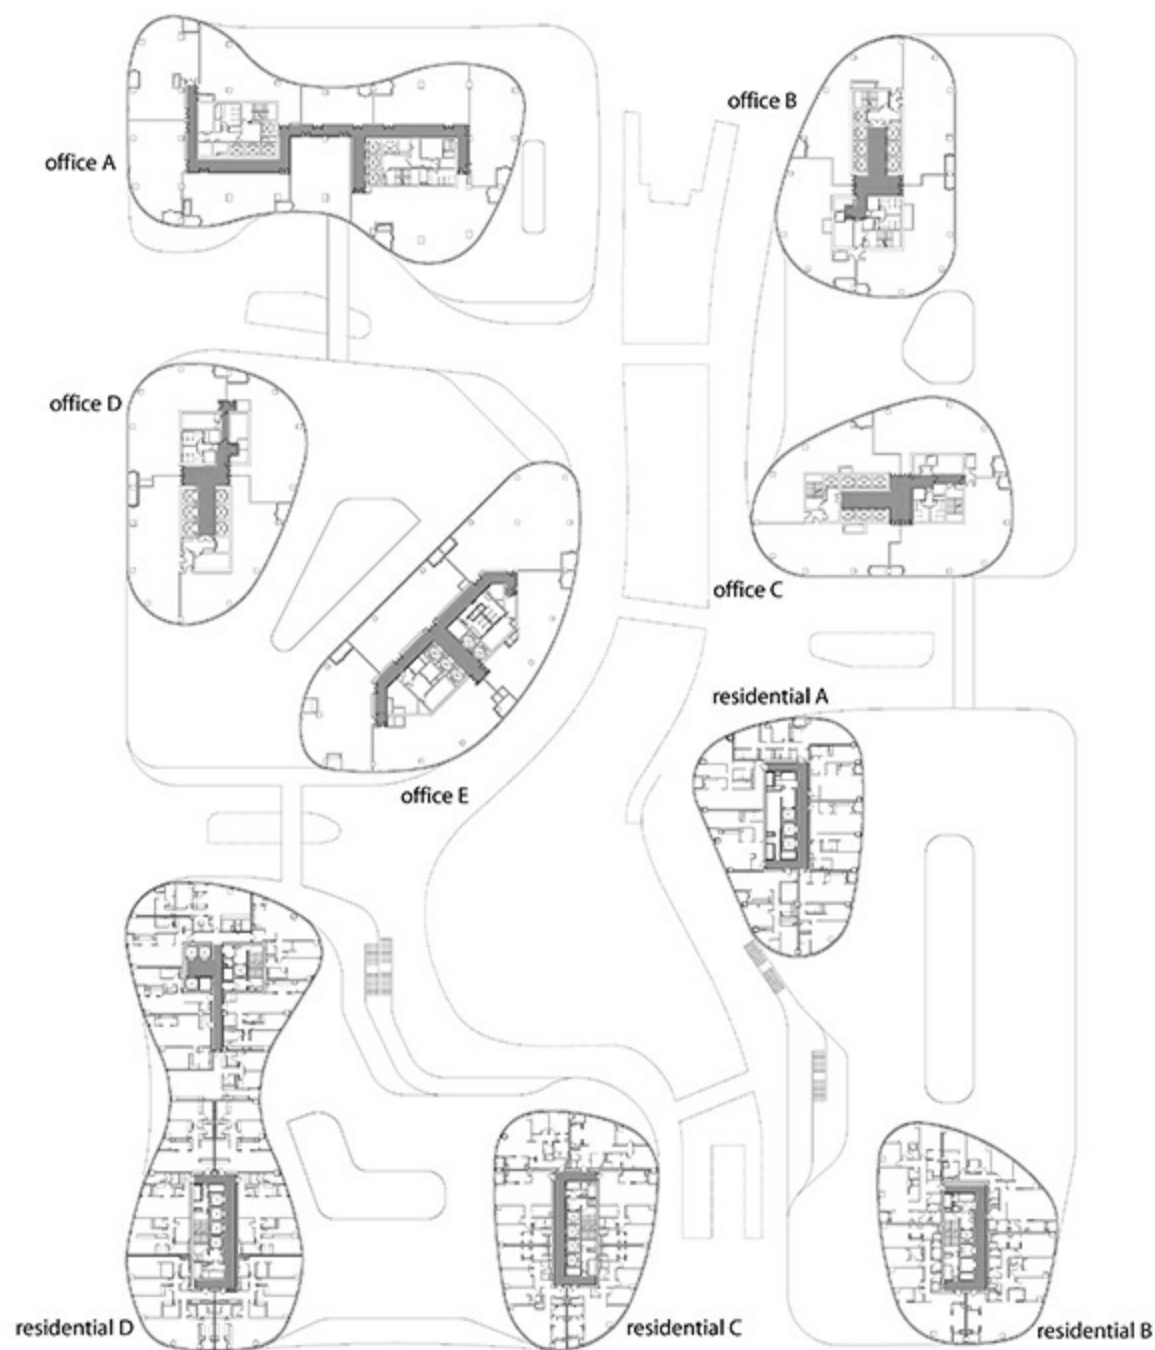 office B
office A
office D
office C
residential A
office E
residential D
residential C
residential B